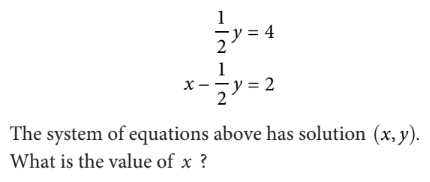 1/2 y = 4
x − 1/2 y = 2
The system of equations above has solution (x, y).
What is the value of x ?